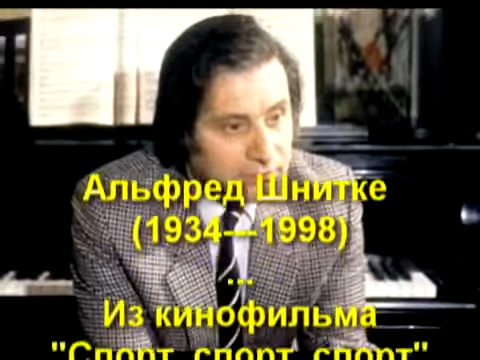 Альфред Шнитке
(1934—1998)
...
Из кинофильма
"Спорт, спорт, спорт"